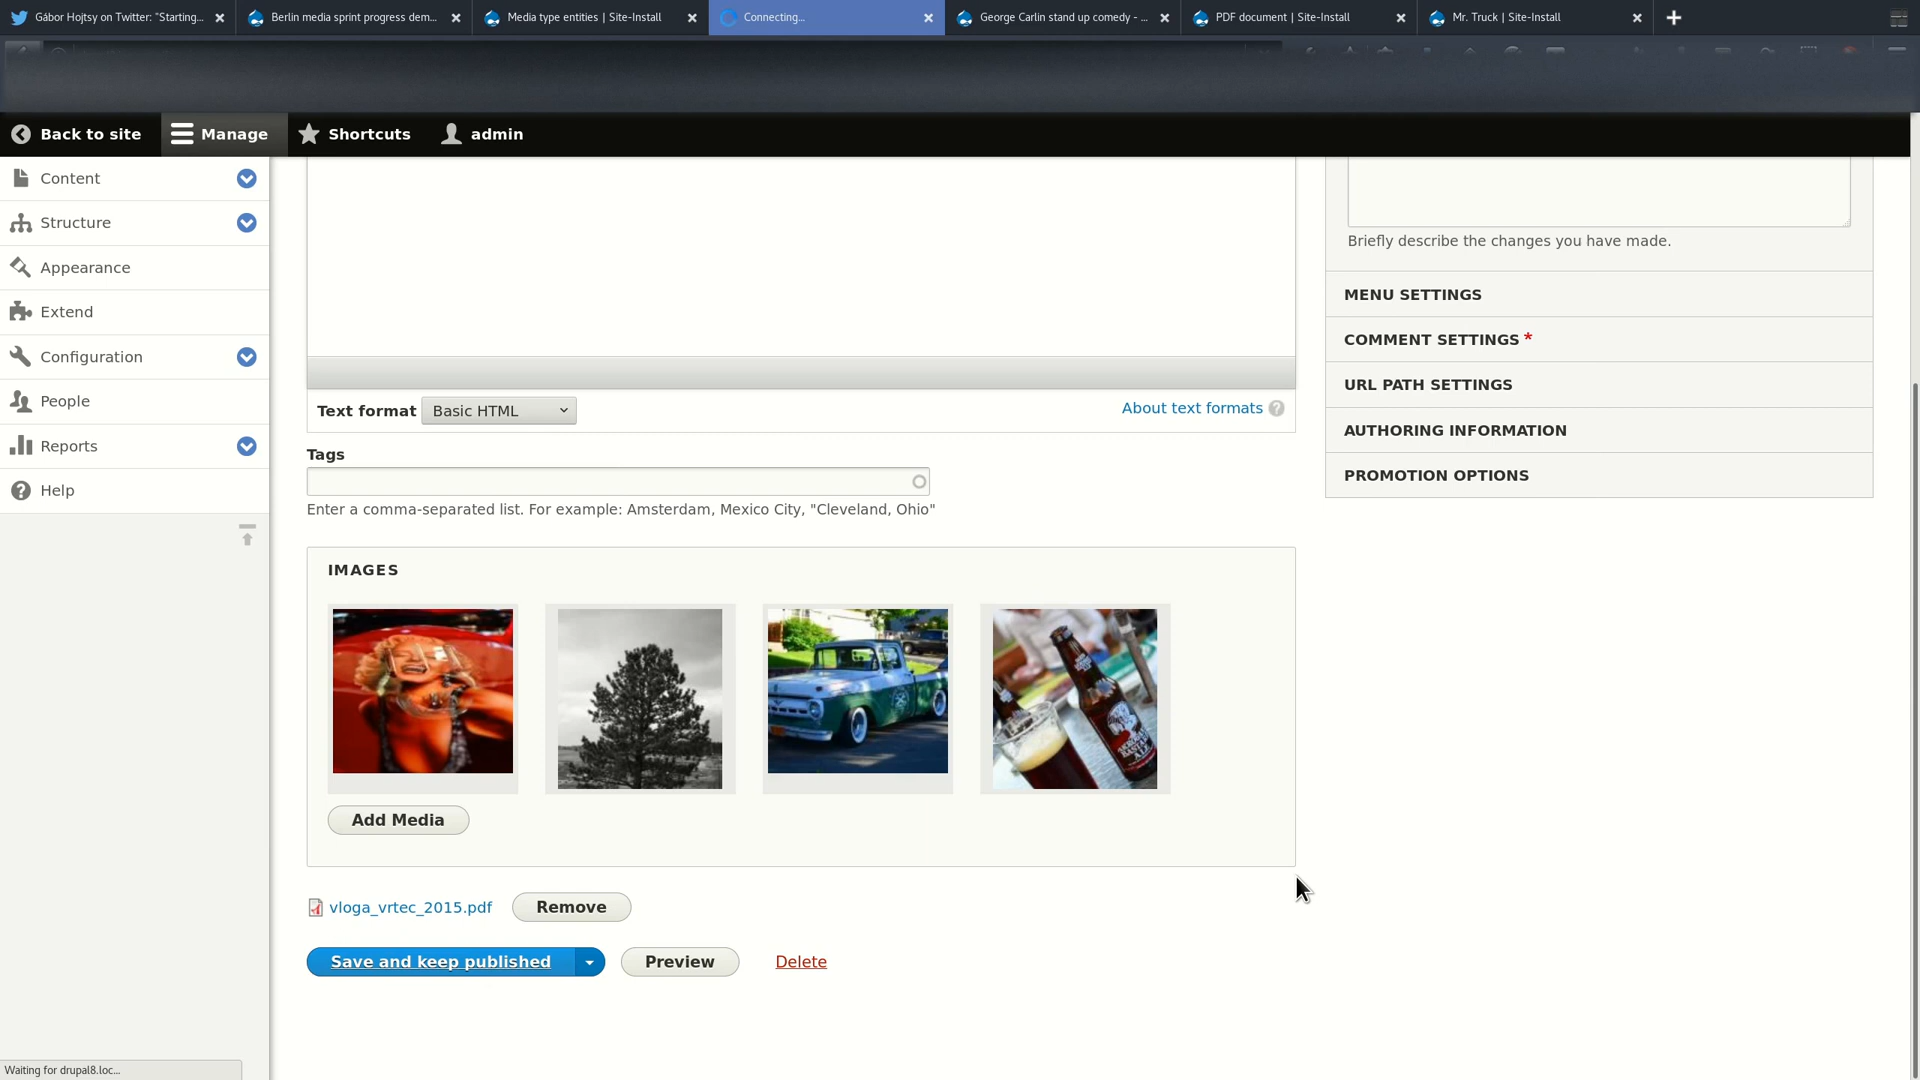 Gábor Hojtsy on Twitter: "Starting...
Berlin media sprint progress dem...
Media type entities | Site-Install
Connecting...
George Carlin stand up comedy - ...
PDF document | Site-Install
Mr. Truck | Site-Install
Back to site
Manage
Shortcuts
admin
Content
Structure
Appearance
Extend
Configuration
People
Reports
Help
Briefly describe the changes you have made.
MENU SETTINGS
COMMENT SETTINGS *
URL PATH SETTINGS
AUTHORING INFORMATION
PROMOTION OPTIONS
Text format Basic HTML
About text formats ?
Tags
Enter a comma-separated list. For example: Amsterdam, Mexico City, "Cleveland, Ohio"
IMAGES
Add Media
vloga_vrtec_2015.pdf
Remove
Save and keep published
Preview
Delete
Waiting for drupal8.loc...